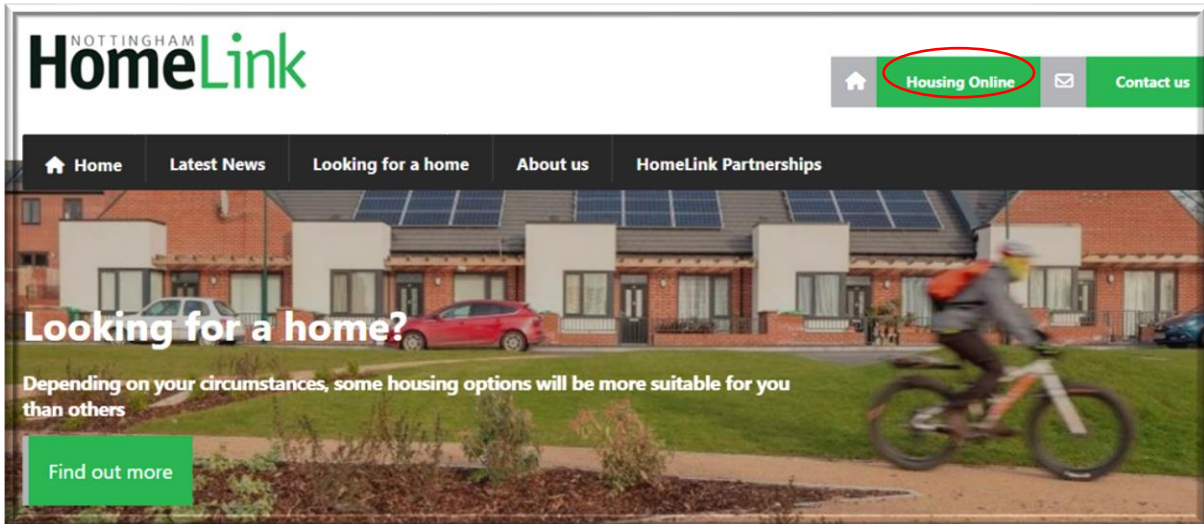 NOTTINGHAM
HomeLink
Housing Online
Contact us
Home
Latest News
Looking for a home
About us
HomeLink Partnerships
Looking for a home?
Depending on your circumstances, some housing options will be more suitable for you
than others
Find out more